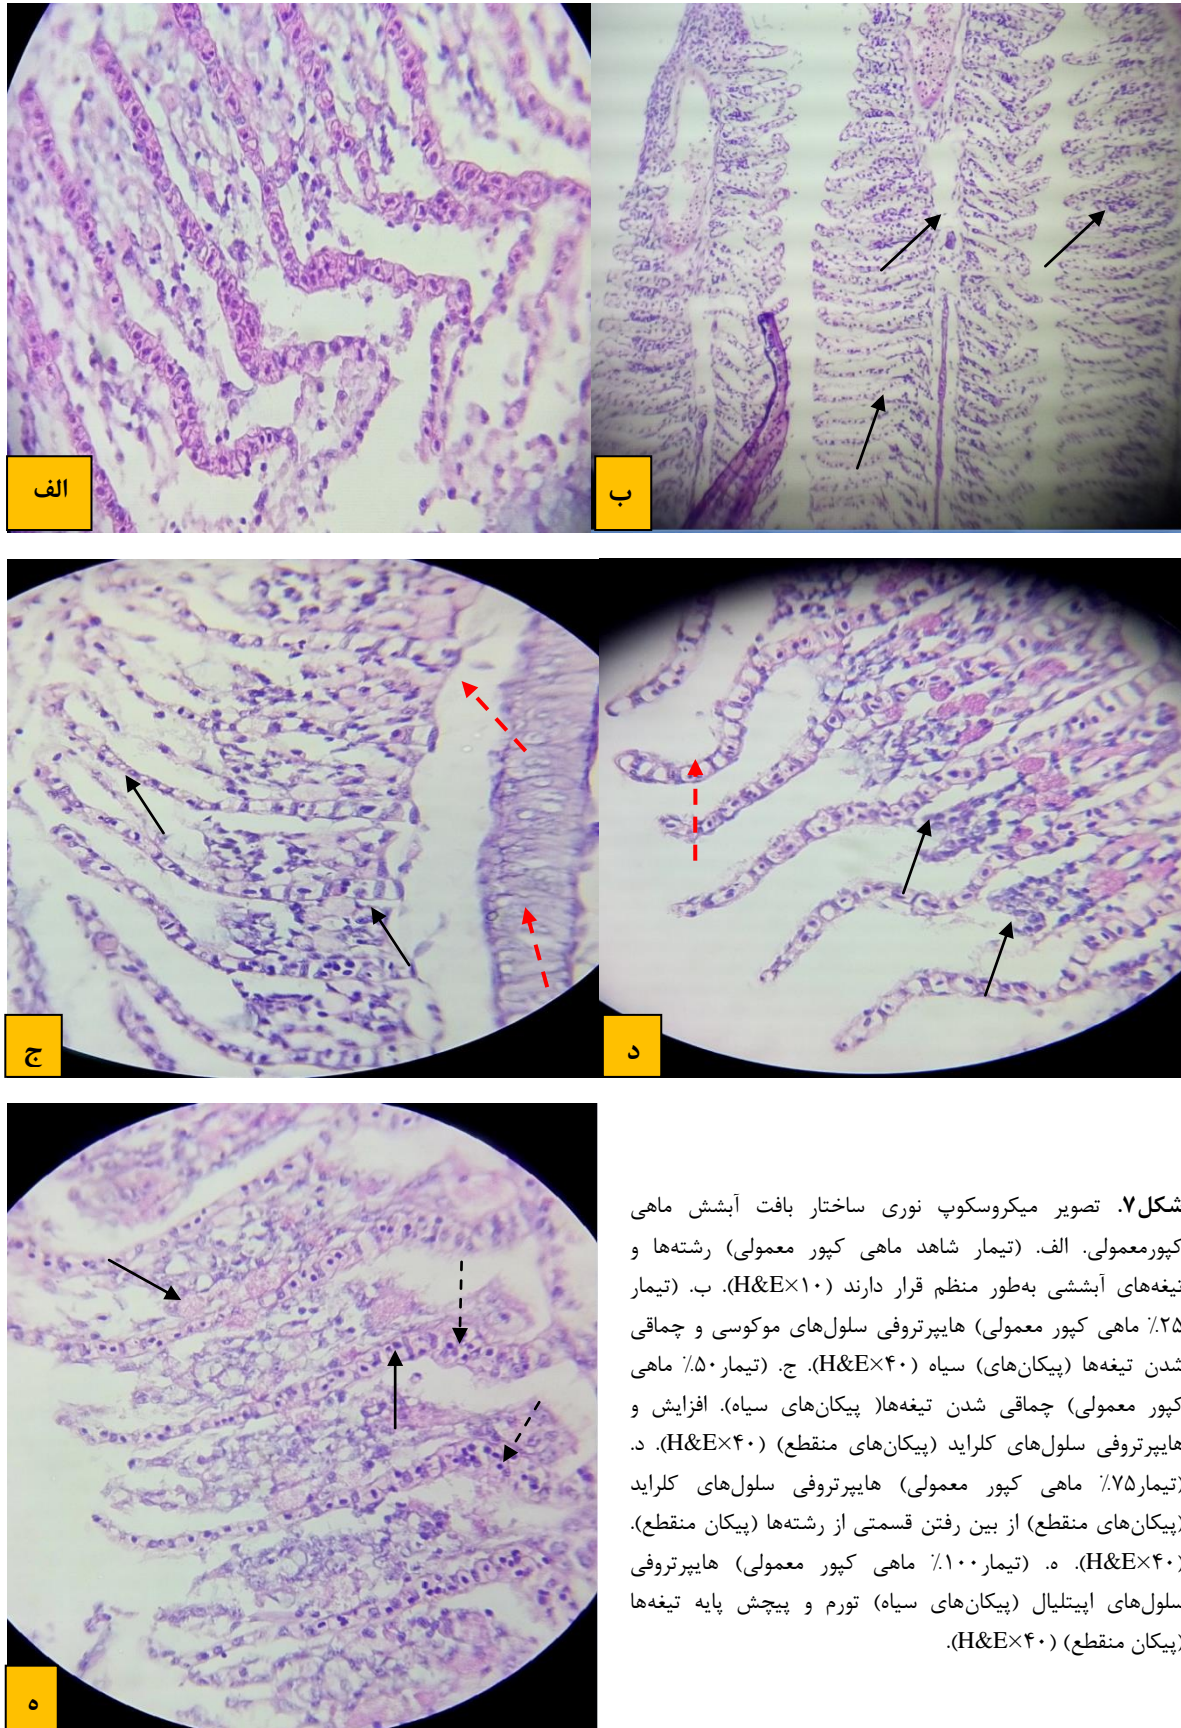 الف
ب
ج
د
ه
شکل۷. تصویر میکروسکوپ نوری ساختار بافت آبشش ماهی
کپورمعمولی. الف. (تیمار شاهد ماهی کپور معمولی) رشته‌ها و
تیغه‌های آبششی به‌طور منظم قرار دارند (H&E×۱۰). ب. (تیمار
۲۵٪ ماهی کپور معمولی) هایپرتروفی سلول‌های موکوسی و چماقی
شدن تیغه‌ها (پیکان‌های) سیاه (H&E×۴۰). ج. (تیمار۵۰٪ ماهی
کپور معمولی) چماقی شدن تیغه‌ها( پیکان‌های سیاه). افزایش و
هایپرتروفی سلول‌های کلراید (پیکان‌های منقطع) (H&E×۴۰). د.
(تیمار۷۵٪ ماهی کپور معمولی) هایپرتروفی سلول‌های کلراید
(پیکان‌های منقطع) از بین رفتن قسمتی از رشته‌ها (پیکان منقطع).
(H&E×۴۰). ه. (تیمار۱۰۰٪ ماهی کپور معمولی) هایپرتروفی
سلول‌های اپیتلیال (پیکان‌های سیاه) تورم و پیچش پایه تیغه‌ها
(پیکان منقطع) (H&E×۴۰).